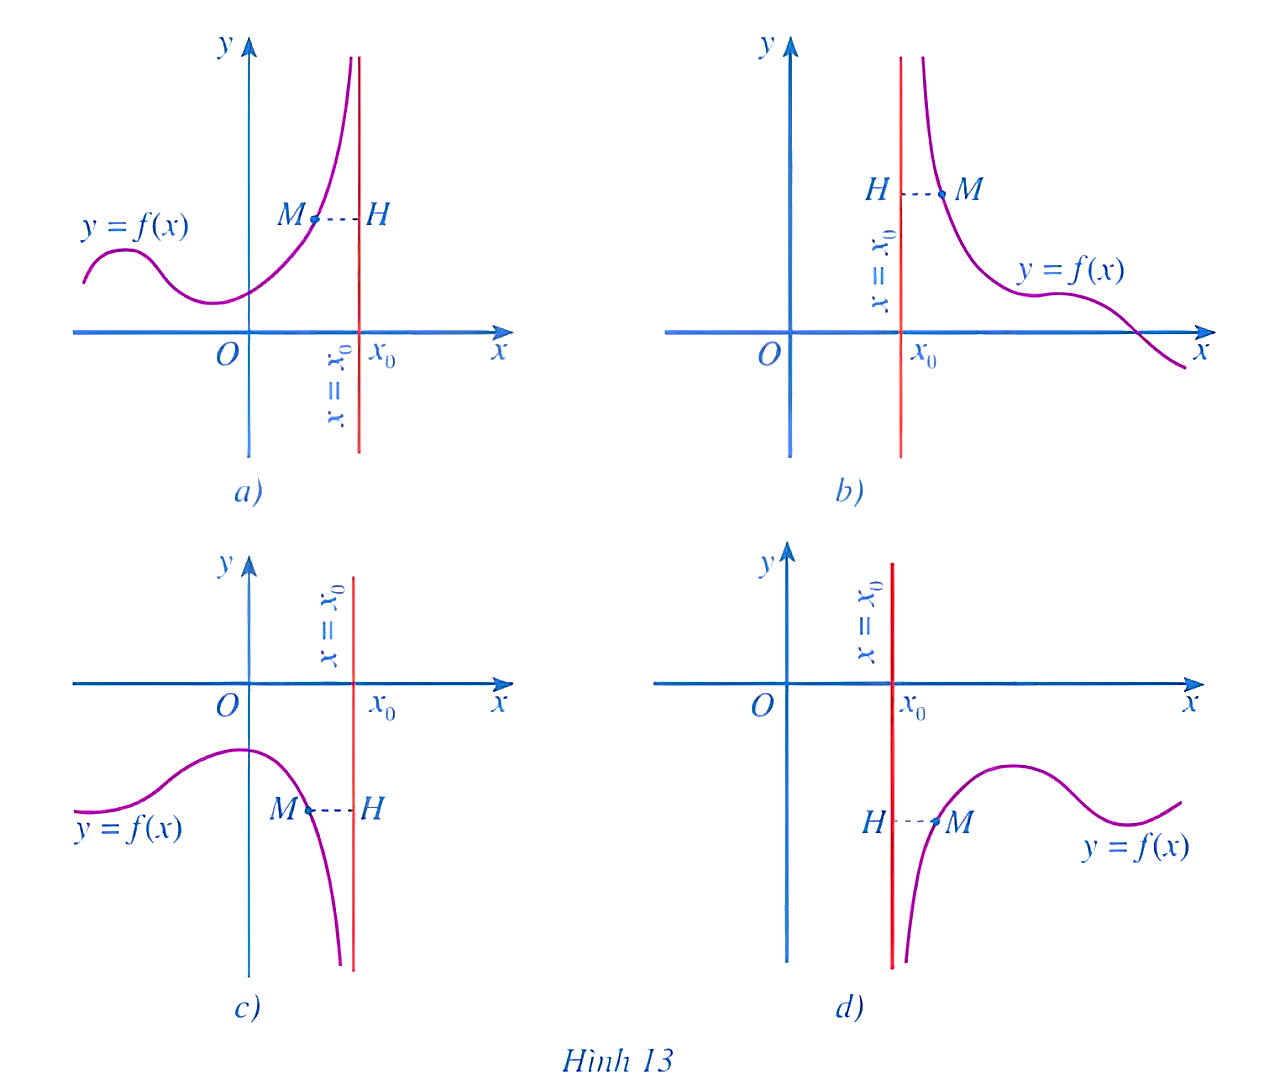 y
y = f(x)
M
H
O
x = x₀
x₀
x
a)
y
H
M
x = x₀
y = f(x)
O
x₀
x
b)
y
x = x₀
O
x₀
x
M
H
y = f(x)
c)
y
x = x₀
O
x₀
x
H
M
y = f(x)
d)
Hình 13